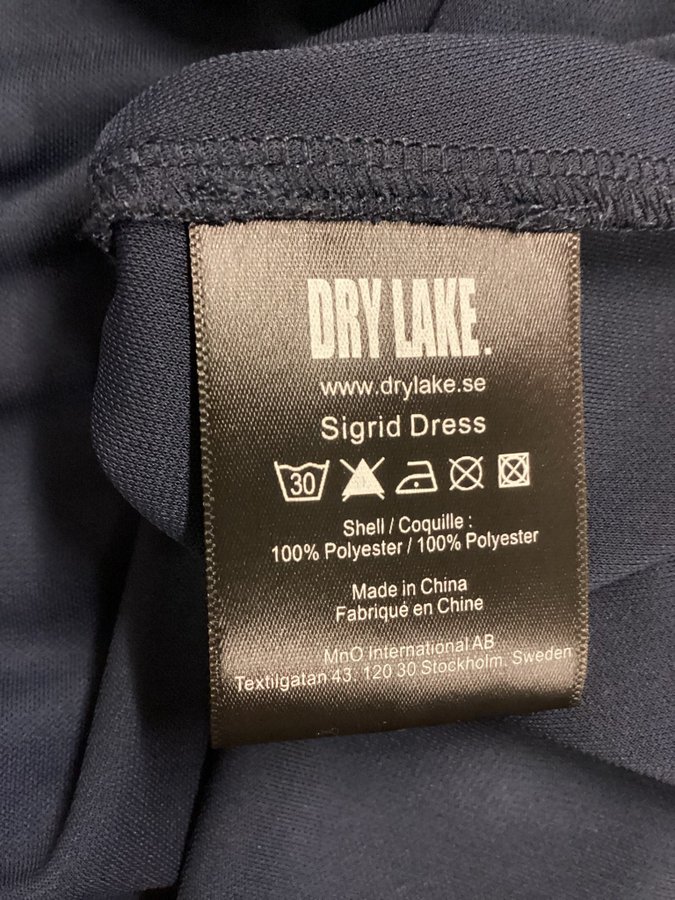 DRY LAKE.
www.drylake.se
Sigrid Dress
30
Shell / Coquille :
100% Polyester / 100% Polyester
Made in China
Fabriqué en Chine
MnO International AB
Textilgatan 43. 120 30 Stockholm. Sweden